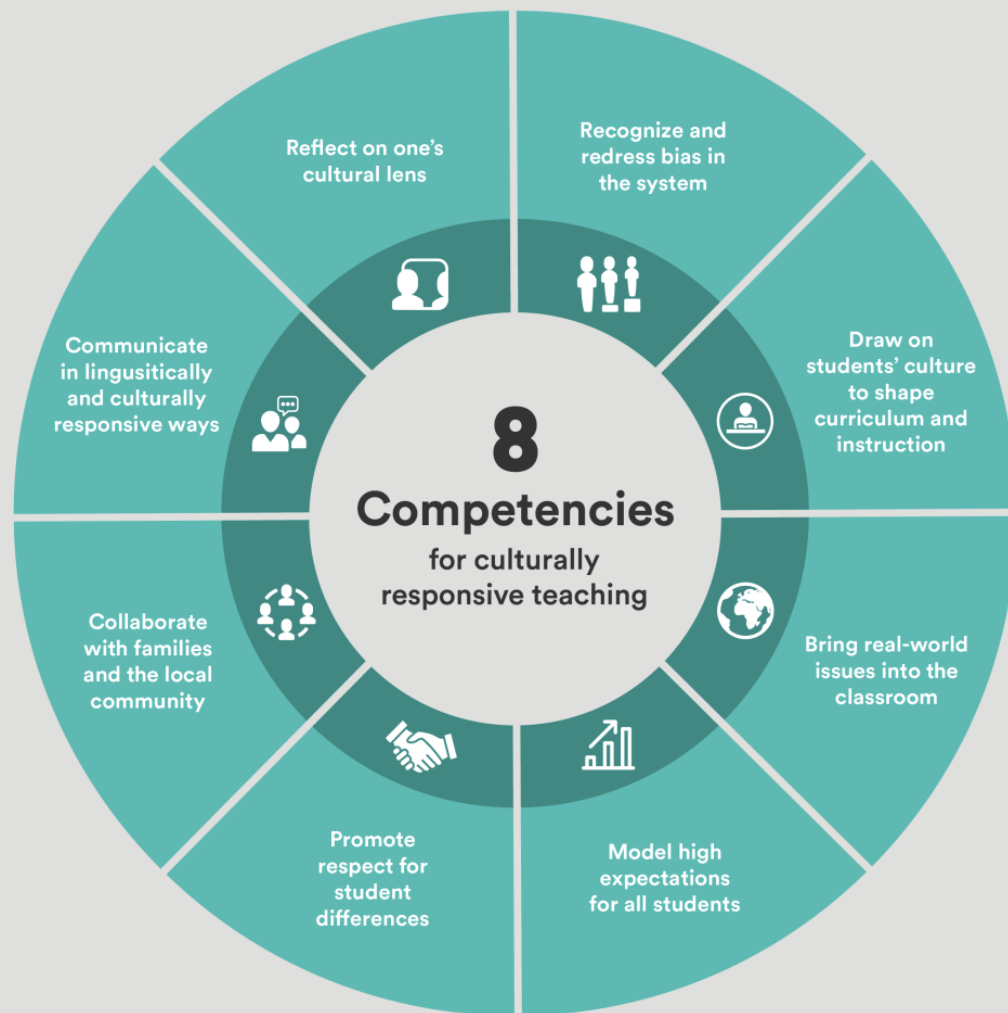 8
Competencies
for culturally
responsive teaching
Reflect on one's
cultural lens
Recognize and
redress bias in
the system
Draw on
students' culture
to shape
curriculum and
instruction
Bring real-world
issues into the
classroom
Model high
expectations
for all students
Promote
respect for
student
differences
Collaborate
with families
and the local
community
Communicate
in lingusitically
and culturally
responsive ways